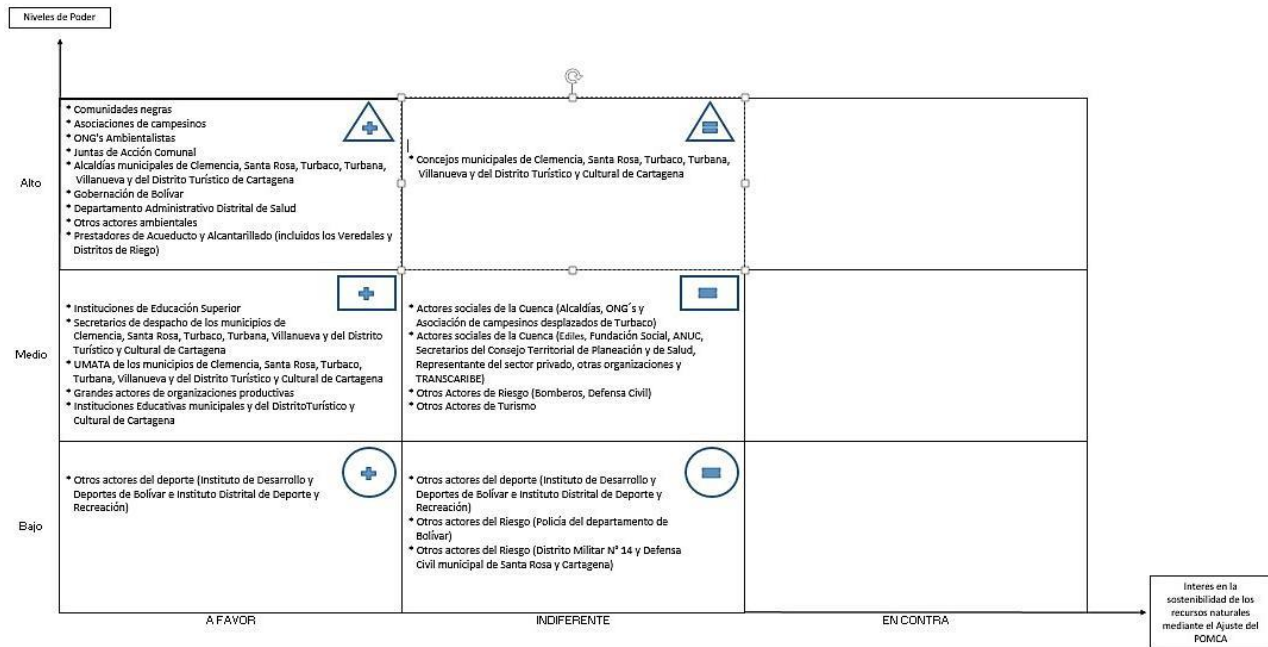 Niveles de Poder
* Comunidades negras
* Asociaciones de campesinos
* ONG's Ambientalistas
* Juntas de Acción Comunal
* Alcaldías municipales de Clemencia, Santa Rosa, Turbaco, Turbana,
Villanueva y del Distrito Turístico de Cartagena
* Gobernación de Bolívar
* Departamento Administrativo Distrital de Salud
* Otros actores ambientales
* Prestadores de Acueducto y Alcantarillado (incluidos los Veredales y
Distritos de Riego)
* Concejos municipales de Clemencia, Santa Rosa, Turbaco, Turbana,
Villanueva y del Distrito Turístico y Cultural de Cartagena
Alto
* Instituciones de Educación Superior
* Secretarios de despacho de los municipios de
Clemencia, Santa Rosa, Turbaco, Turbana, Villanueva y del Distrito
Turístico y Cultural de Cartagena
* UMATA de los municipios de Clemencia, Santa Rosa, Turbaco,
Turbana, Villanueva y del Distrito Turístico y Cultural de Cartagena
* Grandes actores de organizaciones productivas
* Instituciones Educativas municipales y del DistritoTurístico y
Cultural de Cartagena
* Actores sociales de la Cuenca (Alcaldías, ONG´s y
Asociación de campesinos desplazados de Turbaco)
* Actores sociales de la Cuenca (Ediles, Fundación Social, ANUC,
Secretarios del Consejo Territorial de Planeación y de Salud,
Representante del sector privado, otras organizaciones y
TRANSCARIBE)
* Otros Actores de Riesgo (Bomberos, Defensa Civil)
* Otros Actores de Turismo
Medio
* Otros actores del deporte (Instituto de Desarrollo y
Deportes de Bolívar e Instituto Distrital de Deporte y
Recreación)
* Otros actores del deporte (Instituto de Desarrollo y
Deportes de Bolívar e Instituto Distrital de Deporte y
Recreación)
* Otros actores del Riesgo (Policía del departamento de
Bolívar)
* Otros actores del Riesgo (Distrito Militar N° 14 y Defensa
Civil municipal de Santa Rosa y Cartagena)
Bajo
A FAVOR
INDIFERENTE
EN CONTRA
Interes en la
sostenibilidad de los
recursos naturales
mediante el Ajuste del
POMCA